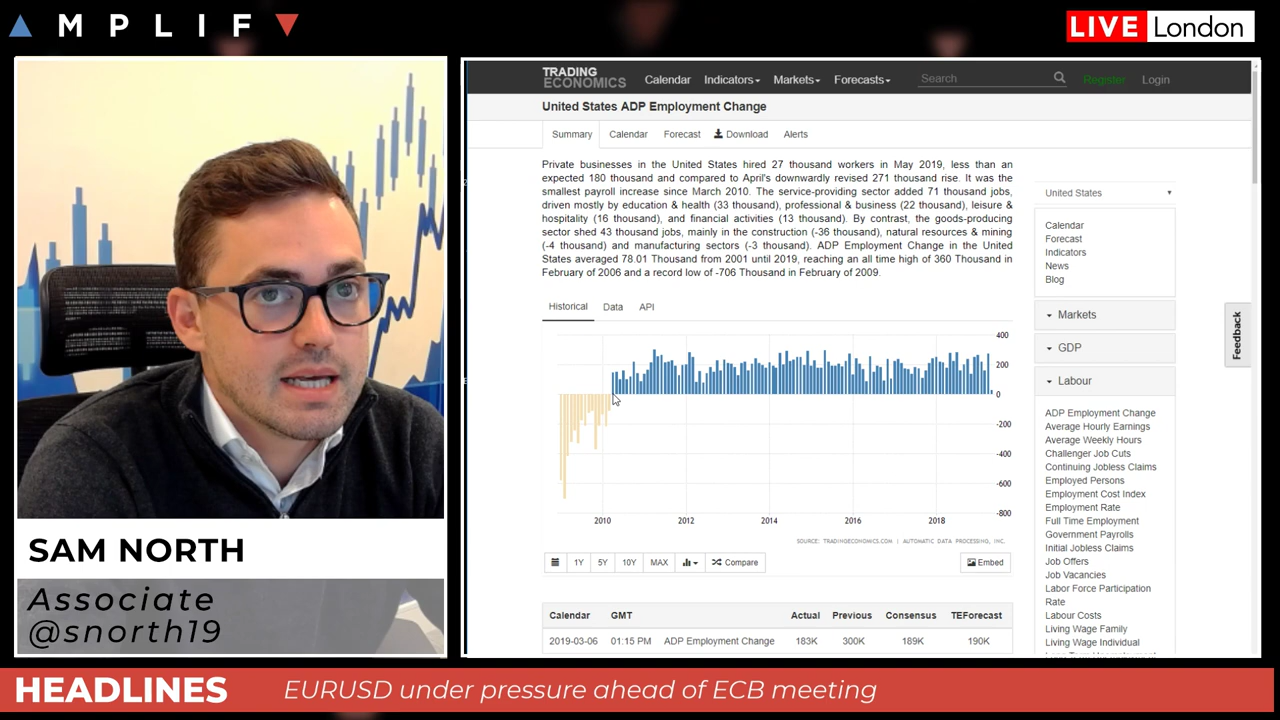 AMPLIFY
LIVE London
TRADING
ECONOMICS
Calendar Indicators Markets Forecasts Search Register Login
United States ADP Employment Change
Summary Calendar Forecast Download Alerts
Private businesses in the United States hired 27 thousand workers in May 2019, less than an
expected 180 thousand and compared to April's downwardly revised 271 thousand rise. It was the
smallest payroll increase since March 2010. The service-providing sector added 71 thousand jobs,
driven mostly by education & health (33 thousand), professional & business (22 thousand), leisure &
hospitality (16 thousand), and financial activities (13 thousand). By contrast, the goods-producing
sector shed 43 thousand jobs, mainly in the construction (-36 thousand), natural resources & mining
(-4 thousand) and manufacturing sectors (-3 thousand). ADP Employment Change in the United
States averaged 78.01 Thousand from 2001 until 2019, reaching an all time high of 360 Thousand in
February of 2006 and a record low of -706 Thousand in February of 2009.
Historical Data API
400
200
0
-200
-400
-600
-800
2010 2012 2014 2016 2018
SOURCE: TRADINGECONOMICS.COM | AUTOMATIC DATA PROCESSING, INC.
1Y 5Y 10Y MAX Compare Embed
Calendar GMT Actual Previous Consensus TEForecast
2019-03-06 01:15 PM ADP Employment Change 183K 300K 189K 190K
United States
Calendar
Forecast
Indicators
News
Blog
Markets
GDP
Labour
ADP Employment Change
Average Hourly Earnings
Average Weekly Hours
Challenger Job Cuts
Continuing Jobless Claims
Employed Persons
Employment Cost Index
Employment Rate
Full Time Employment
Government Payrolls
Initial Jobless Claims
Job Offers
Job Vacancies
Labor Force Participation
Rate
Labour Costs
Living Wage Family
Living Wage Individual
Feedback
SAM NORTH
Associate
@snorth19
HEADLINES EURUSD under pressure ahead of ECB meeting